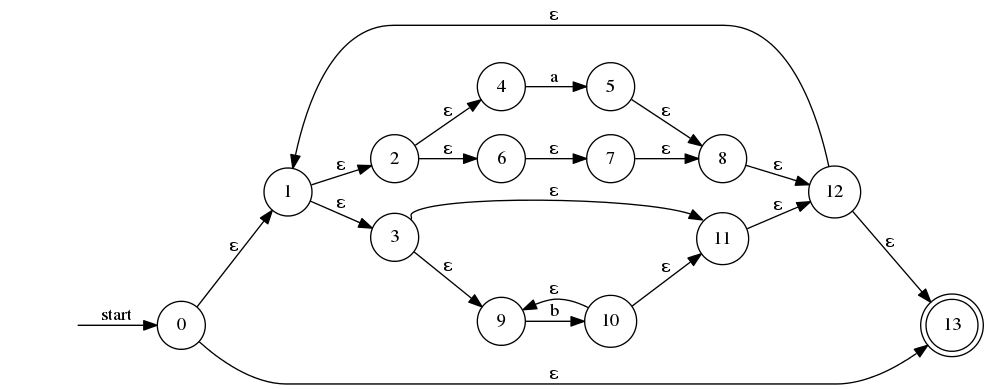 ε
4 a 5
ε ε
ε 2 ε 6 ε 7 ε 8 ε
1 ε 12
ε 3 11 ε
ε ε ε
ε ε
start 0 9 b 10 13
ε